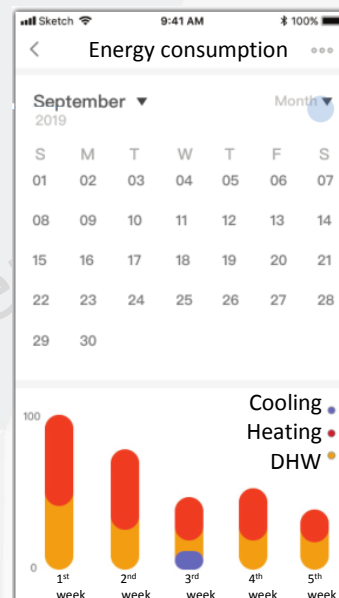 Sketch 9:41 AM 100%
Energy consumption
September ▼ Month ▼
2019
S M T W T F S
01 02 03 04 05 06 07
08 09 10 11 12 13 14
15 16 17 18 19 20 21
22 23 24 25 26 27 28
29 30
Cooling
100
Heating
DHW
0
1st 2nd 3rd 4th 5th
week week week week week